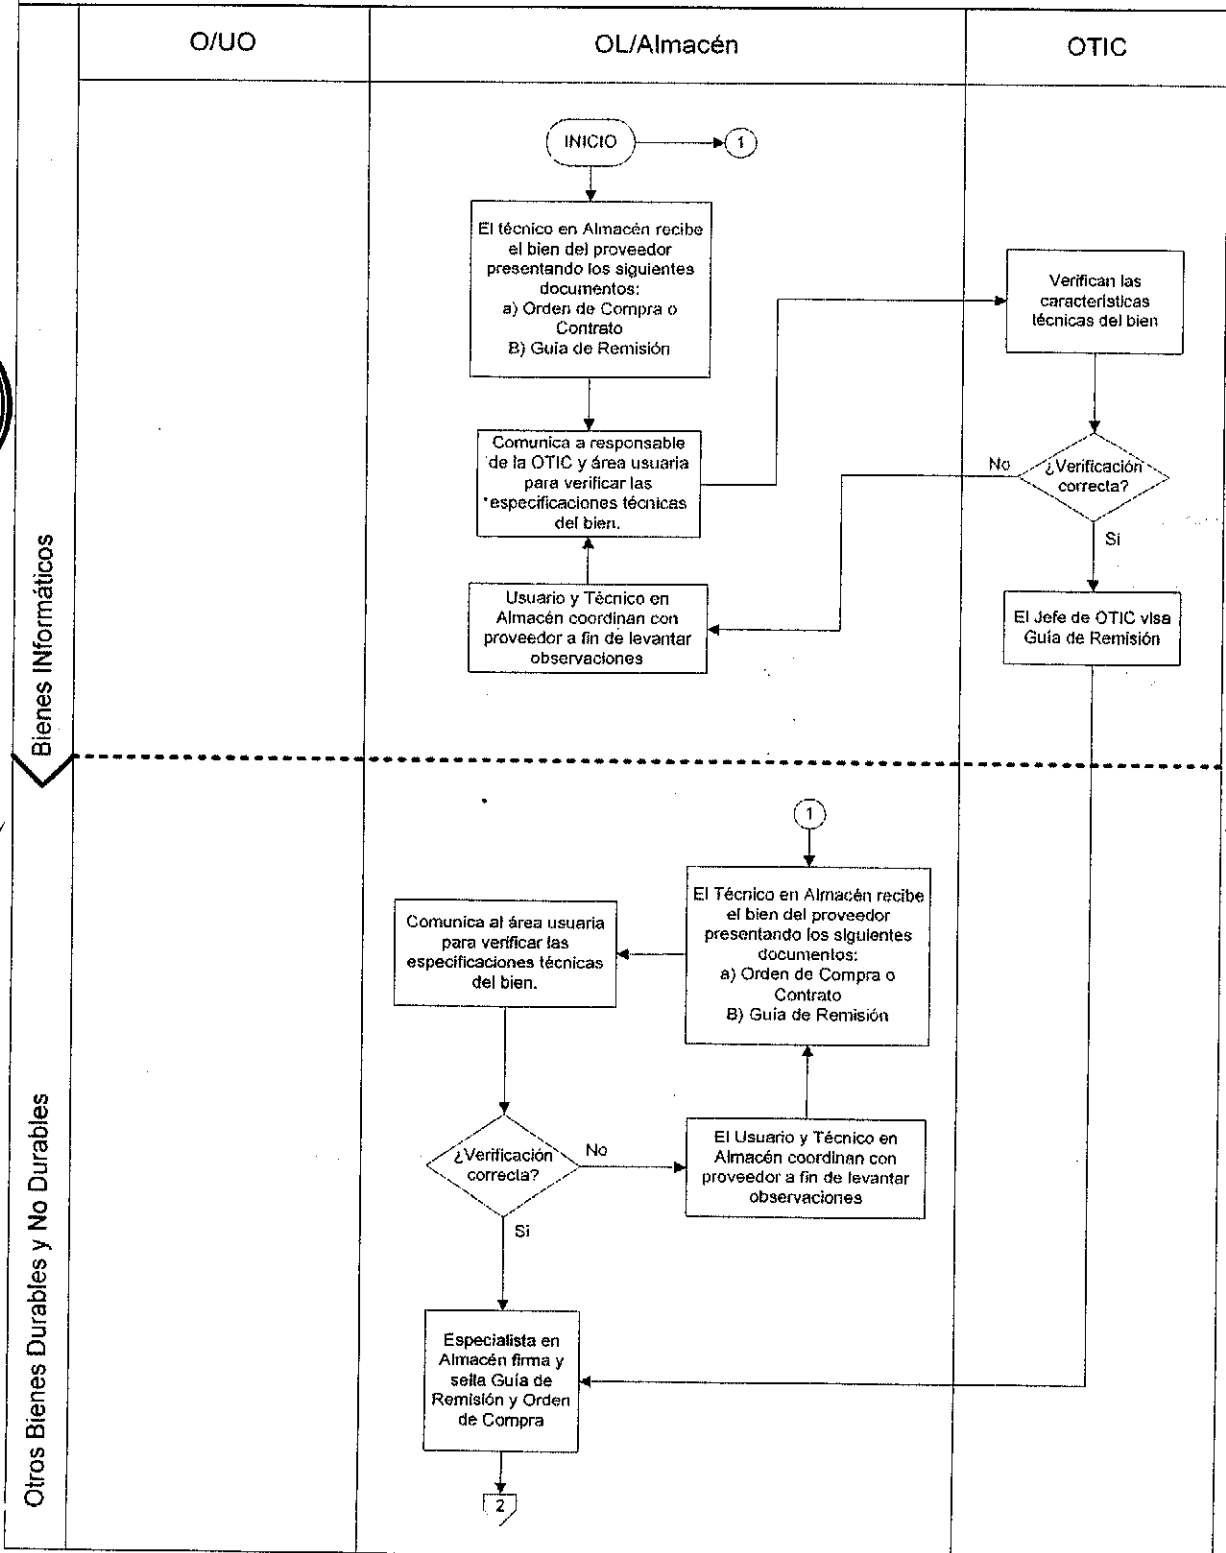 O/UO
OL/Almacén
OTIC
Bienes INformáticos
INICIO
1
El técnico en Almacén recibe
el bien del proveedor
presentando los siguientes
documentos:
a) Orden de Compra o
Contrato
B) Guía de Remisión
Verifican las
características
técnicas del bien
Comunica a responsable
de la OTIC y área usuaria
para verificar las
especificaciones técnicas
del bien.
No
¿Verificación
correcta?
Si
Usuario y Técnico en
Almacén coordinan con
proveedor a fin de levantar
observaciones
El Jefe de OTIC visa
Guía de Remisión
Otros Bienes Durables y No Durables
1
El Técnico en Almacén recibe
el bien del proveedor
presentando los siguientes
documentos:
a) Orden de Compra o
Contrato
B) Guía de Remisión
Comunica al área usuaria
para verificar las
especificaciones técnicas
del bien.
¿Verificación
correcta?
No
Si
El Usuario y Técnico en
Almacén coordinan con
proveedor a fin de levantar
observaciones
Especialista en
Almacén firma y
sella Guía de
Remisión y Orden
de Compra
2